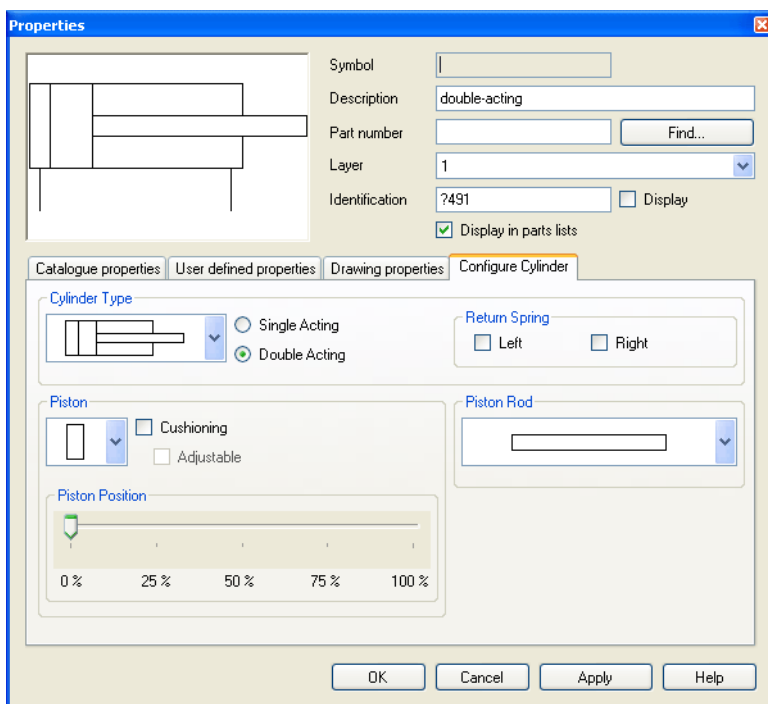 Properties
Symbol
Description double-acting
Part number Find...
Layer 1
Identification ?491 Display
Display in parts lists
Catalogue properties User defined properties Drawing properties Configure Cylinder
Cylinder Type
Single Acting
Double Acting
Return Spring
Left Right
Piston
Cushioning
Adjustable
Piston Rod
Piston Position
0 % 25 % 50 % 75 % 100 %
OK Cancel Apply Help